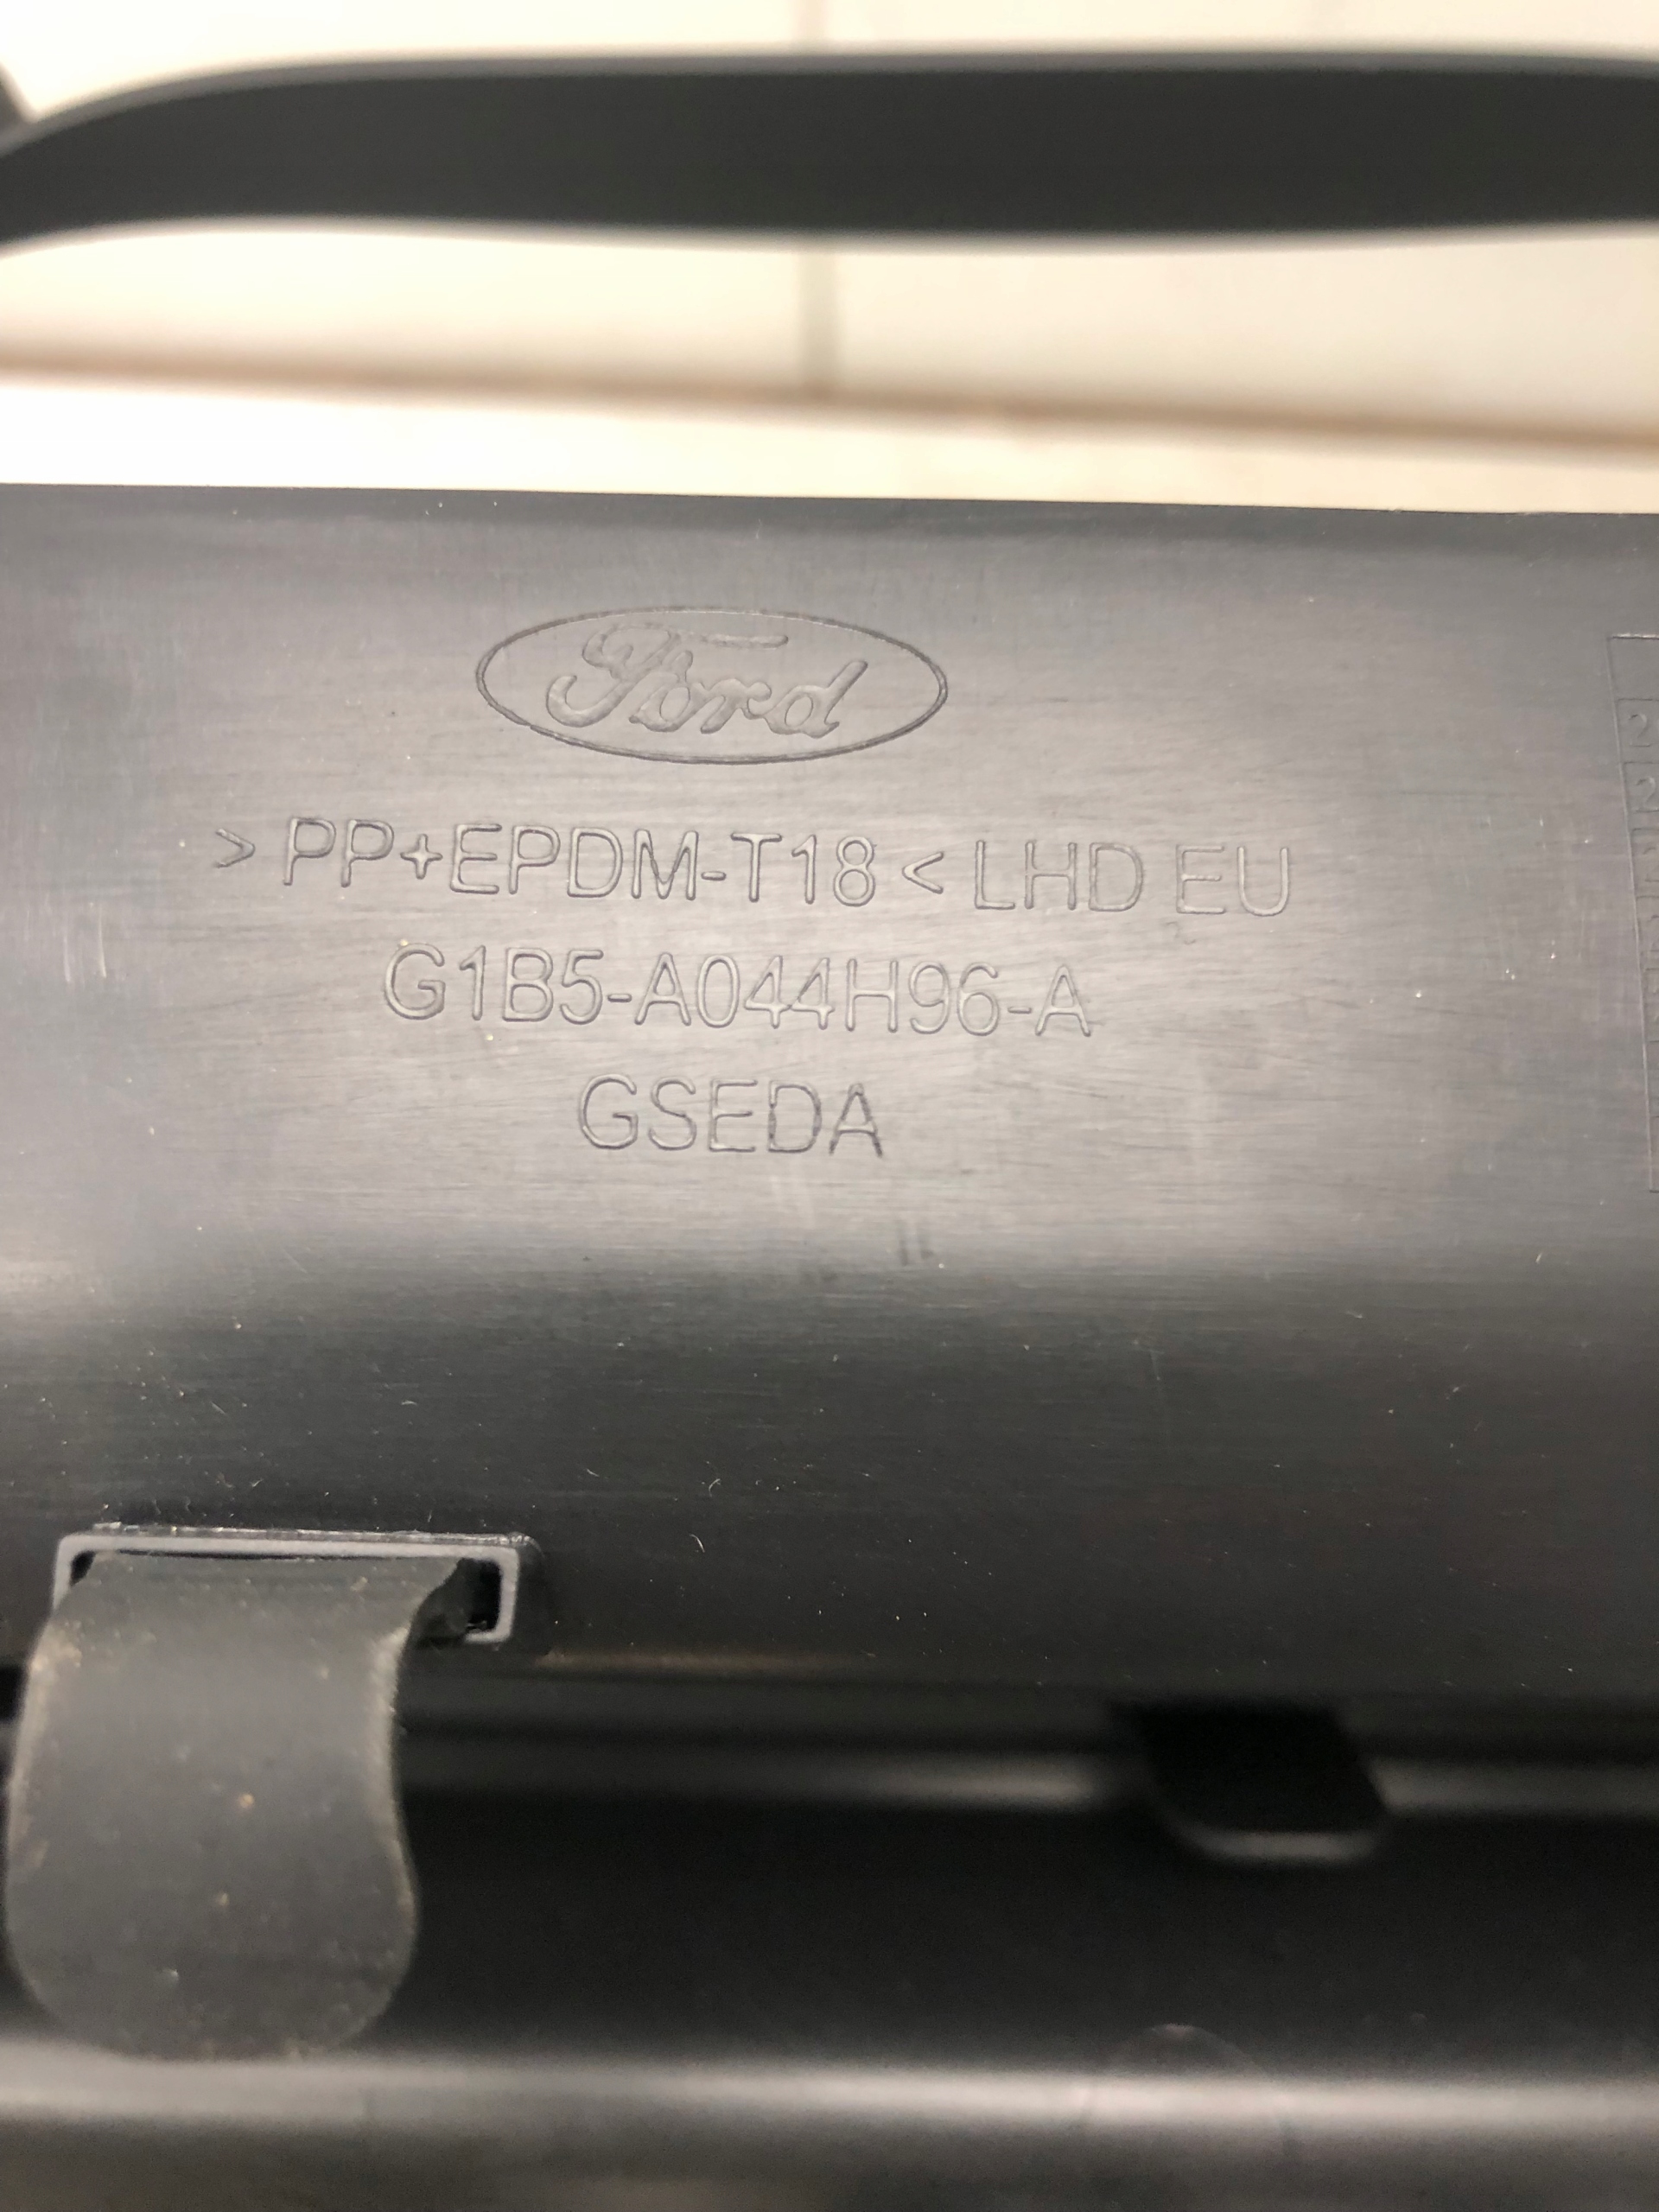 Ford
>PP+EPDM-T18< LHD EU
G1B5-A044H96-A
GSEDA